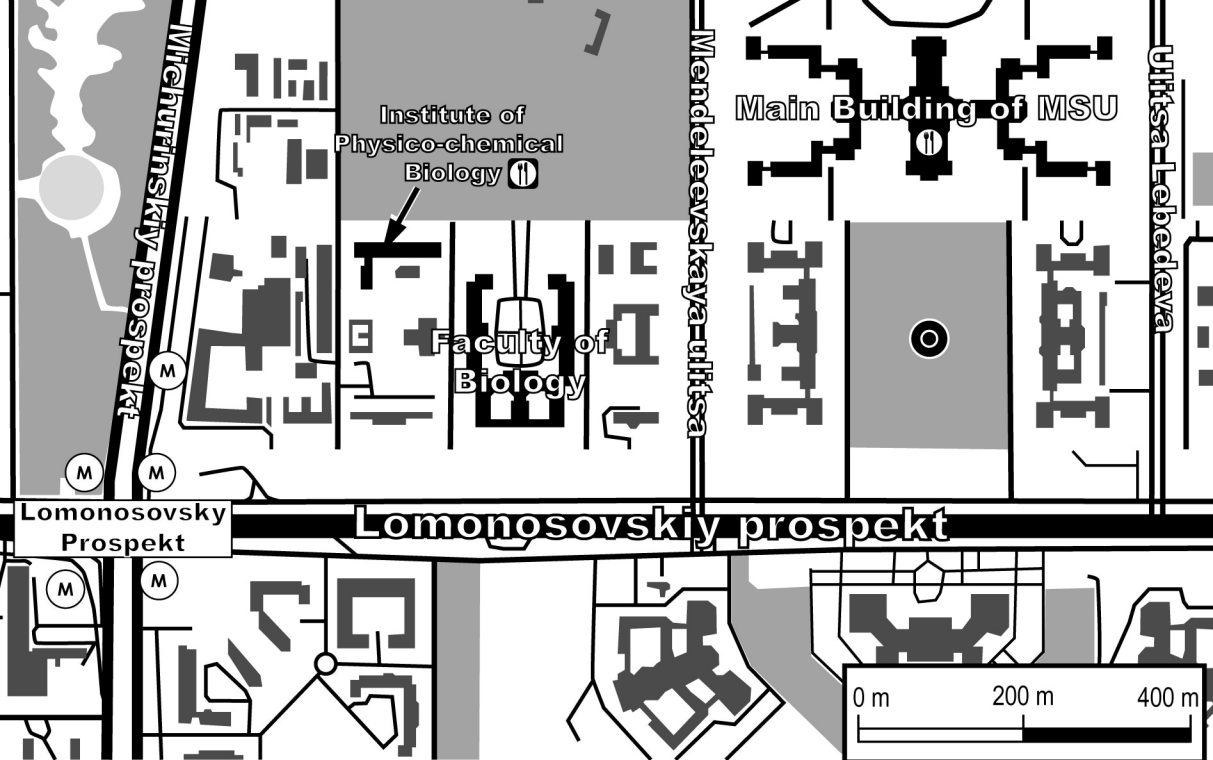 Michurinskiy prospekt
Institute of
Physico-chemical
Biology
Mendeleevskaya ulitsa
Main Building of MSU
Ulitsa Lebedeva
Faculty of
Biology
M
M
M
Lomonosovsky
Prospekt
Lomonosovskiy prospekt
M
M
0 m
200 m
400 m